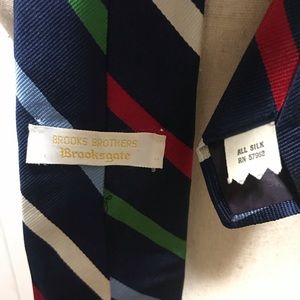 BROOKS BROTHERS
Brooksgate
ALL SILK
RN 57962